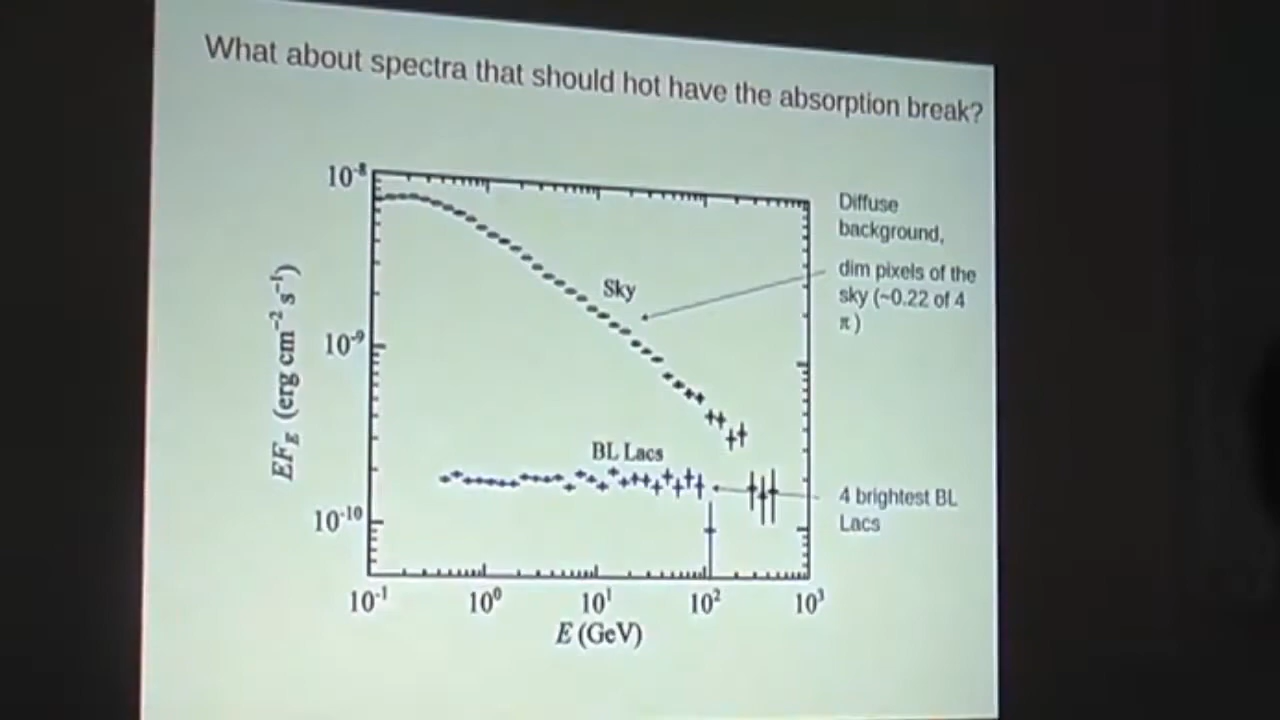 What about spectra that should hot have the absorption break?
10⁻⁸
10⁻⁹
10⁻¹⁰
EF_E (erg cm⁻² s⁻¹)
Sky
BL Lacs
Diffuse
background,
dim pixels of the
sky (~0.22 of 4
π)
4 brightest BL
Lacs
10⁻¹ 10⁰ 10¹ 10² 10³
E (GeV)